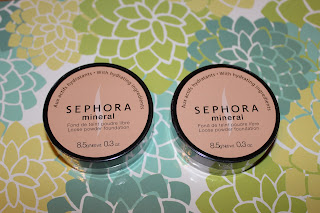 Aux actifs hydratants • With hydrating ingredients
SEPHORA
mineral
Fond de teint poudre libre
Loose powder foundation
8.5g Net Wt. 0.3 oz
Aux actifs hydratants • With hydrating ingredients
SEPHORA
mineral
Fond de teint poudre libre
Loose powder foundation
8.5g Net Wt. 0.3 oz